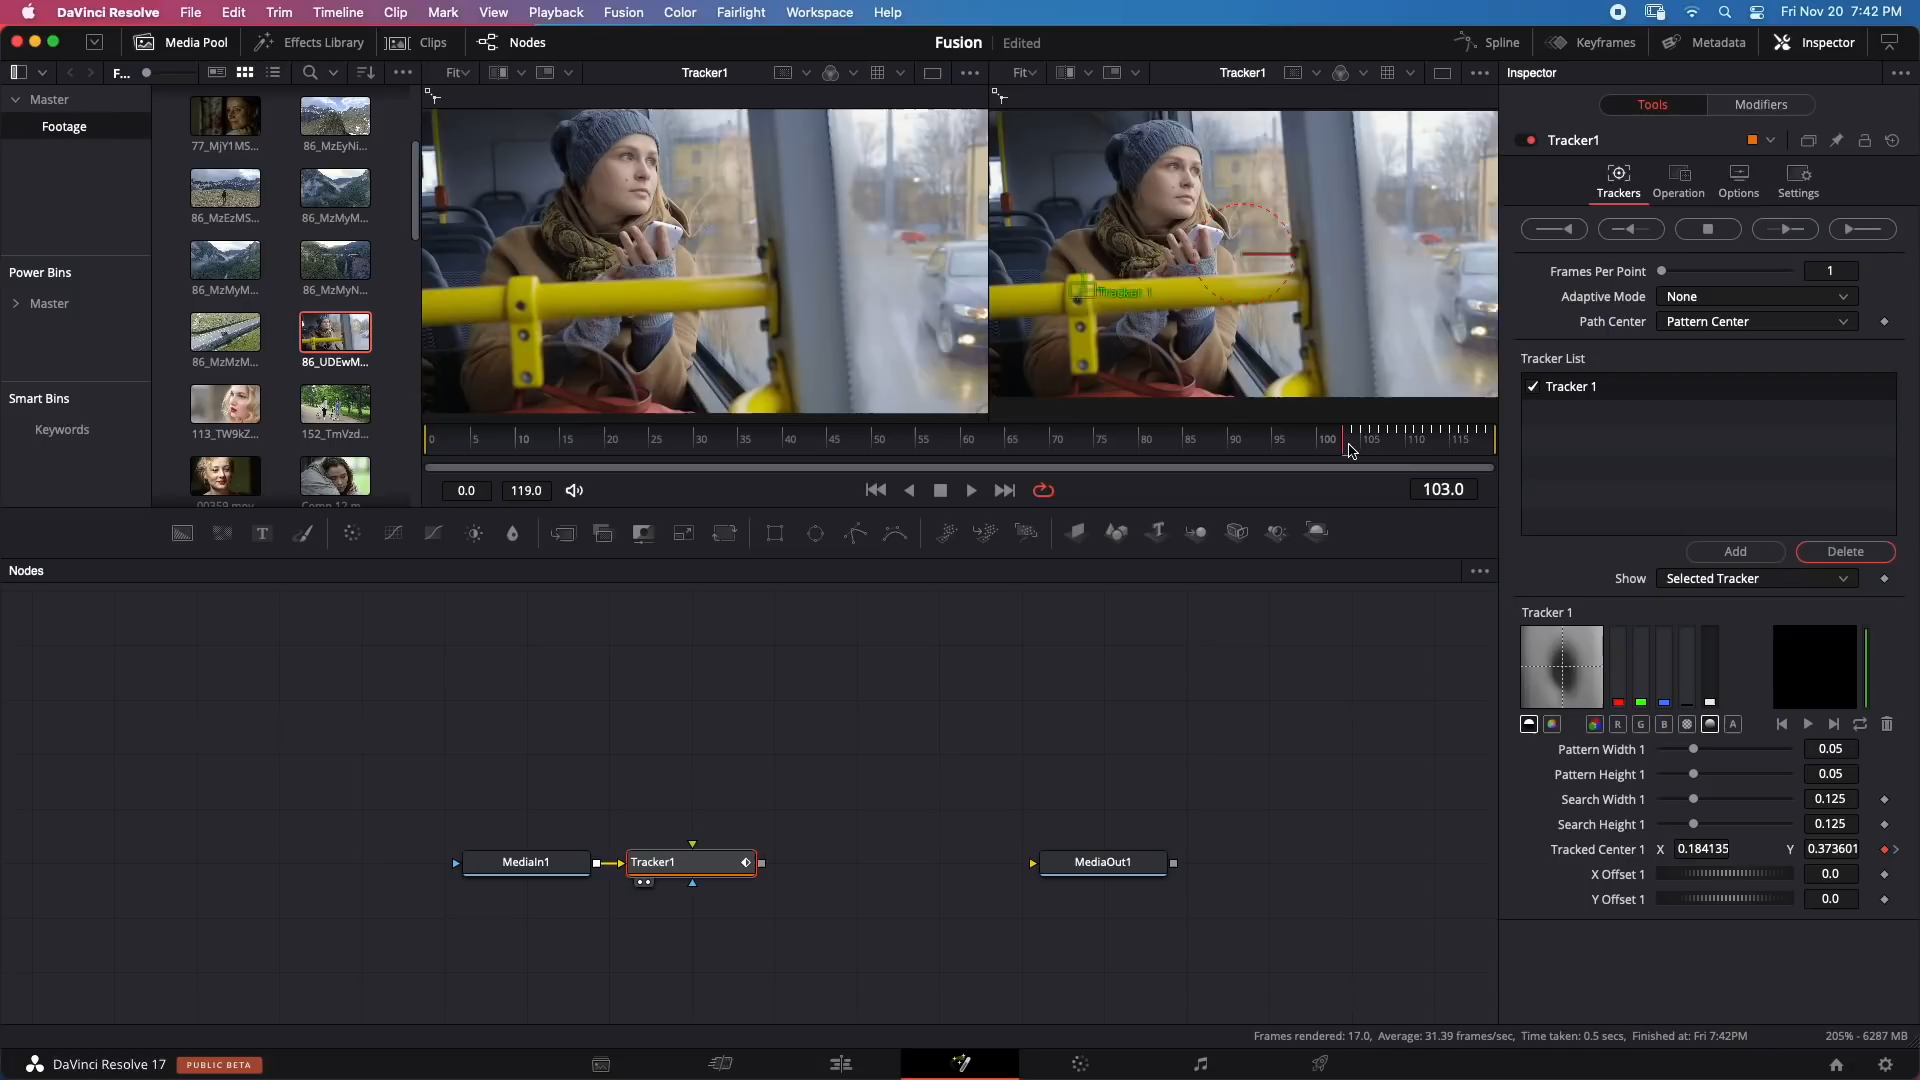 DaVinci Resolve File Edit Trim Timeline Clip Mark View Playback Fusion Color Fairlight Workspace Help Fri Nov 20 7:42 PM
Media Pool Effects Library Clips Nodes Fusion Edited Spline Keyframes Metadata Inspector
F... Fit Tracker1 Fit Tracker1 Inspector
Master
Footage
Power Bins
Master
Smart Bins
Keywords
77_MjY1MS... 86_MzEyNi...
86_MzEzMS... 86_MzMyM...
86_MzMyM... 86_MzMyN...
86_MzMzM... 86_UDEwM...
113_TW9kZ... 152_TmVzd...
Tracker 1
0 5 10 15 20 25 30 35 40 45 50 55 60 65 70 75 80 85 90 95 100 105 110 115
0.0 119.0 103.0
Nodes
MediaIn1 Tracker1 MediaOut1
Tools Modifiers
Tracker1
Trackers Operation Options Settings
Frames Per Point 1
Adaptive Mode None
Path Center Pattern Center
Tracker List
Tracker 1
Add Delete
Show Selected Tracker
Tracker 1
R G B A
Pattern Width 1 0.05
Pattern Height 1 0.05
Search Width 1 0.125
Search Height 1 0.125
Tracked Center 1 X 0.184135 Y 0.373601
X Offset 1 0.0
Y Offset 1 0.0
Frames rendered: 17.0, Average: 31.39 frames/sec, Time taken: 0.5 secs, Finished at: Fri 7:42PM 205% - 6287 MB
DaVinci Resolve 17 PUBLIC BETA